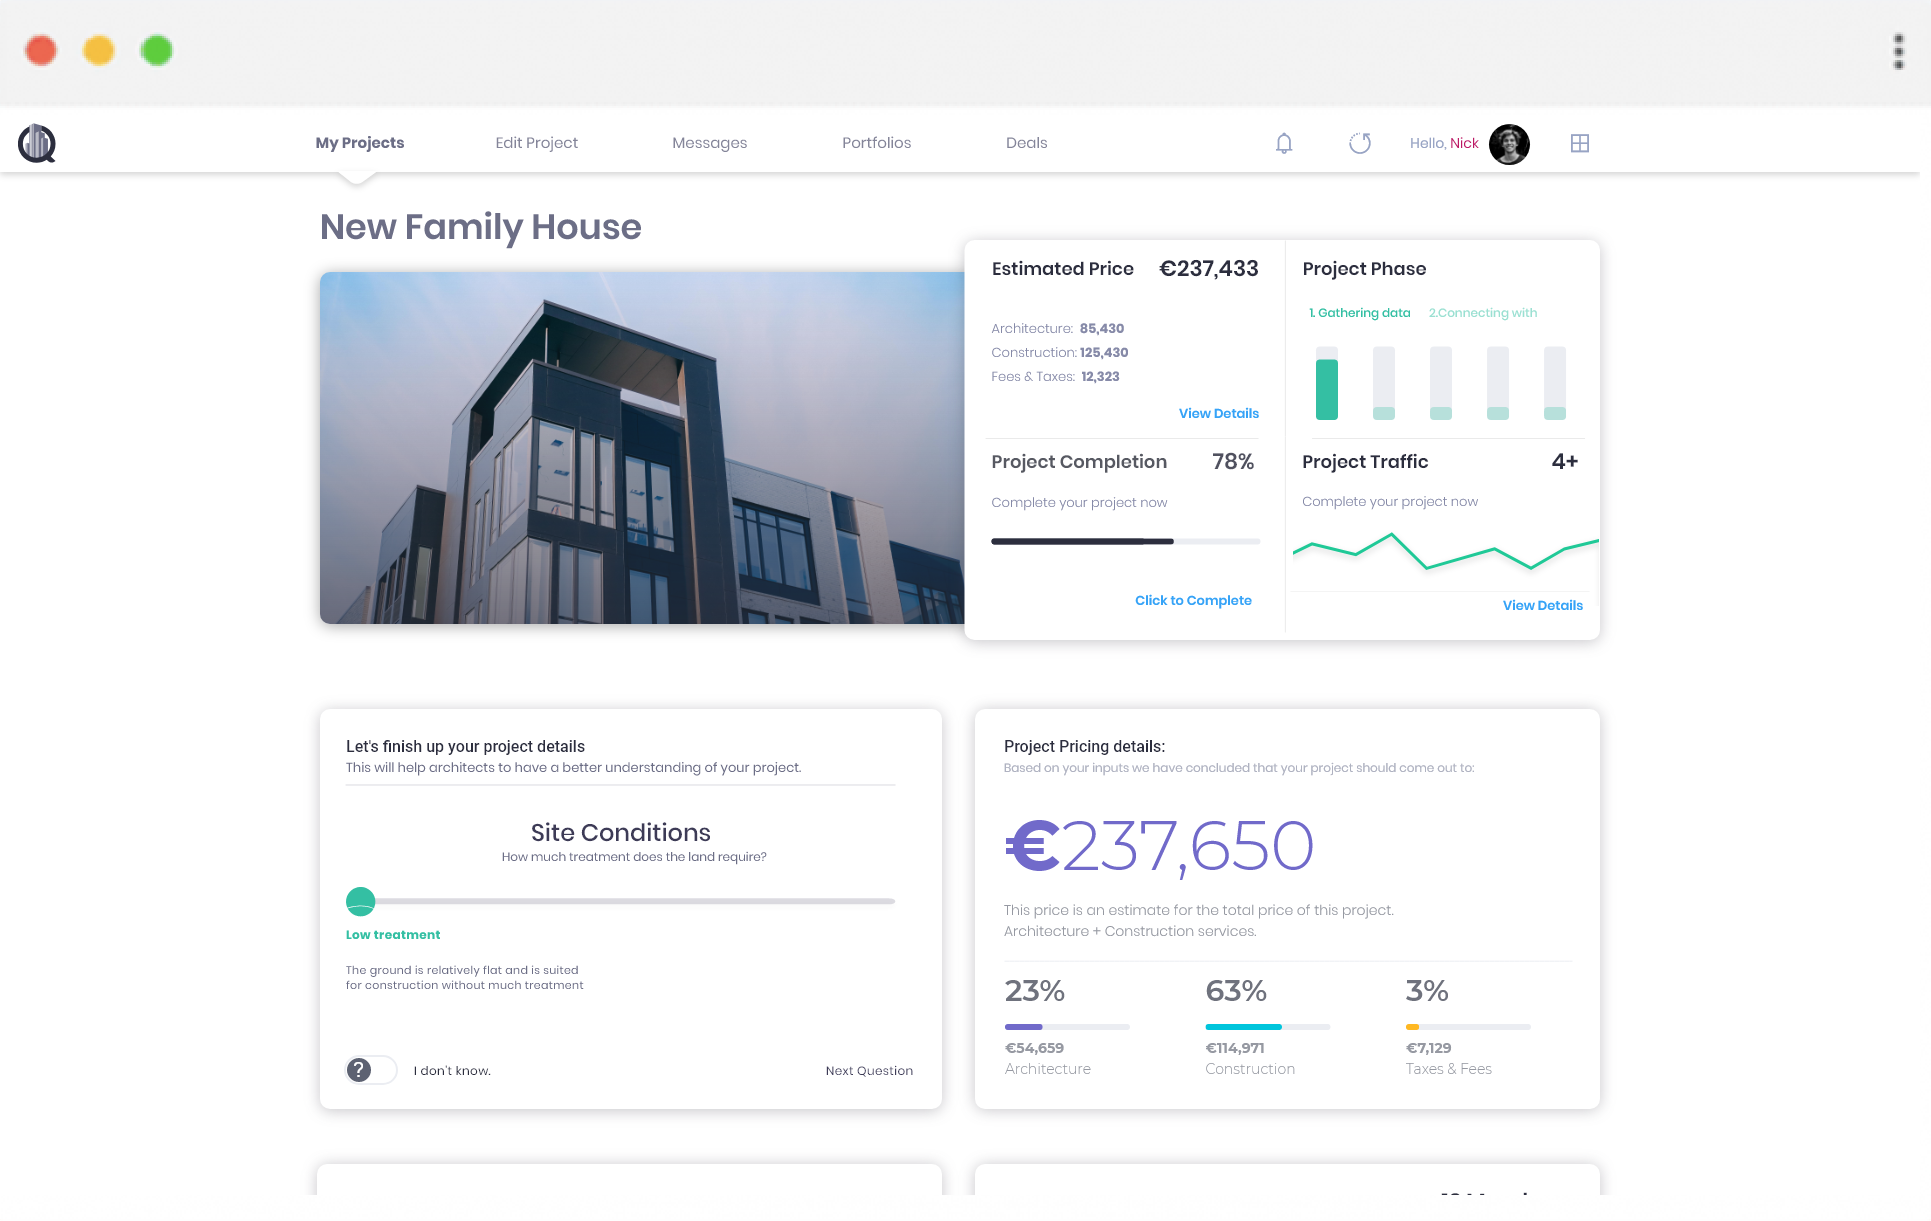 My Projects
Edit Project
Messages
Portfolios
Deals
Hello, Nick
New Family House
Estimated Price €237,433
Architecture: 85,430
Construction: 125,430
Fees & Taxes: 12,323
View Details
Project Phase
1. Gathering data 2.Connecting with
Project Completion 78%
Complete your project now
Click to Complete
Project Traffic 4+
Complete your project now
View Details
Let's finish up your project details
This will help architects to have a better understanding of your project.
Site Conditions
How much treatment does the land require?
Low treatment
The ground is relatively flat and is suited
for construction without much treatment
?
I don't know.
Next Question
Project Pricing details:
Based on your inputs we have concluded that your project should come out to:
€237,650
This price is an estimate for the total price of this project.
Architecture + Construction services.
23% 63% 3%
€54,659 €114,971 €7,129
Architecture Construction Taxes & Fees